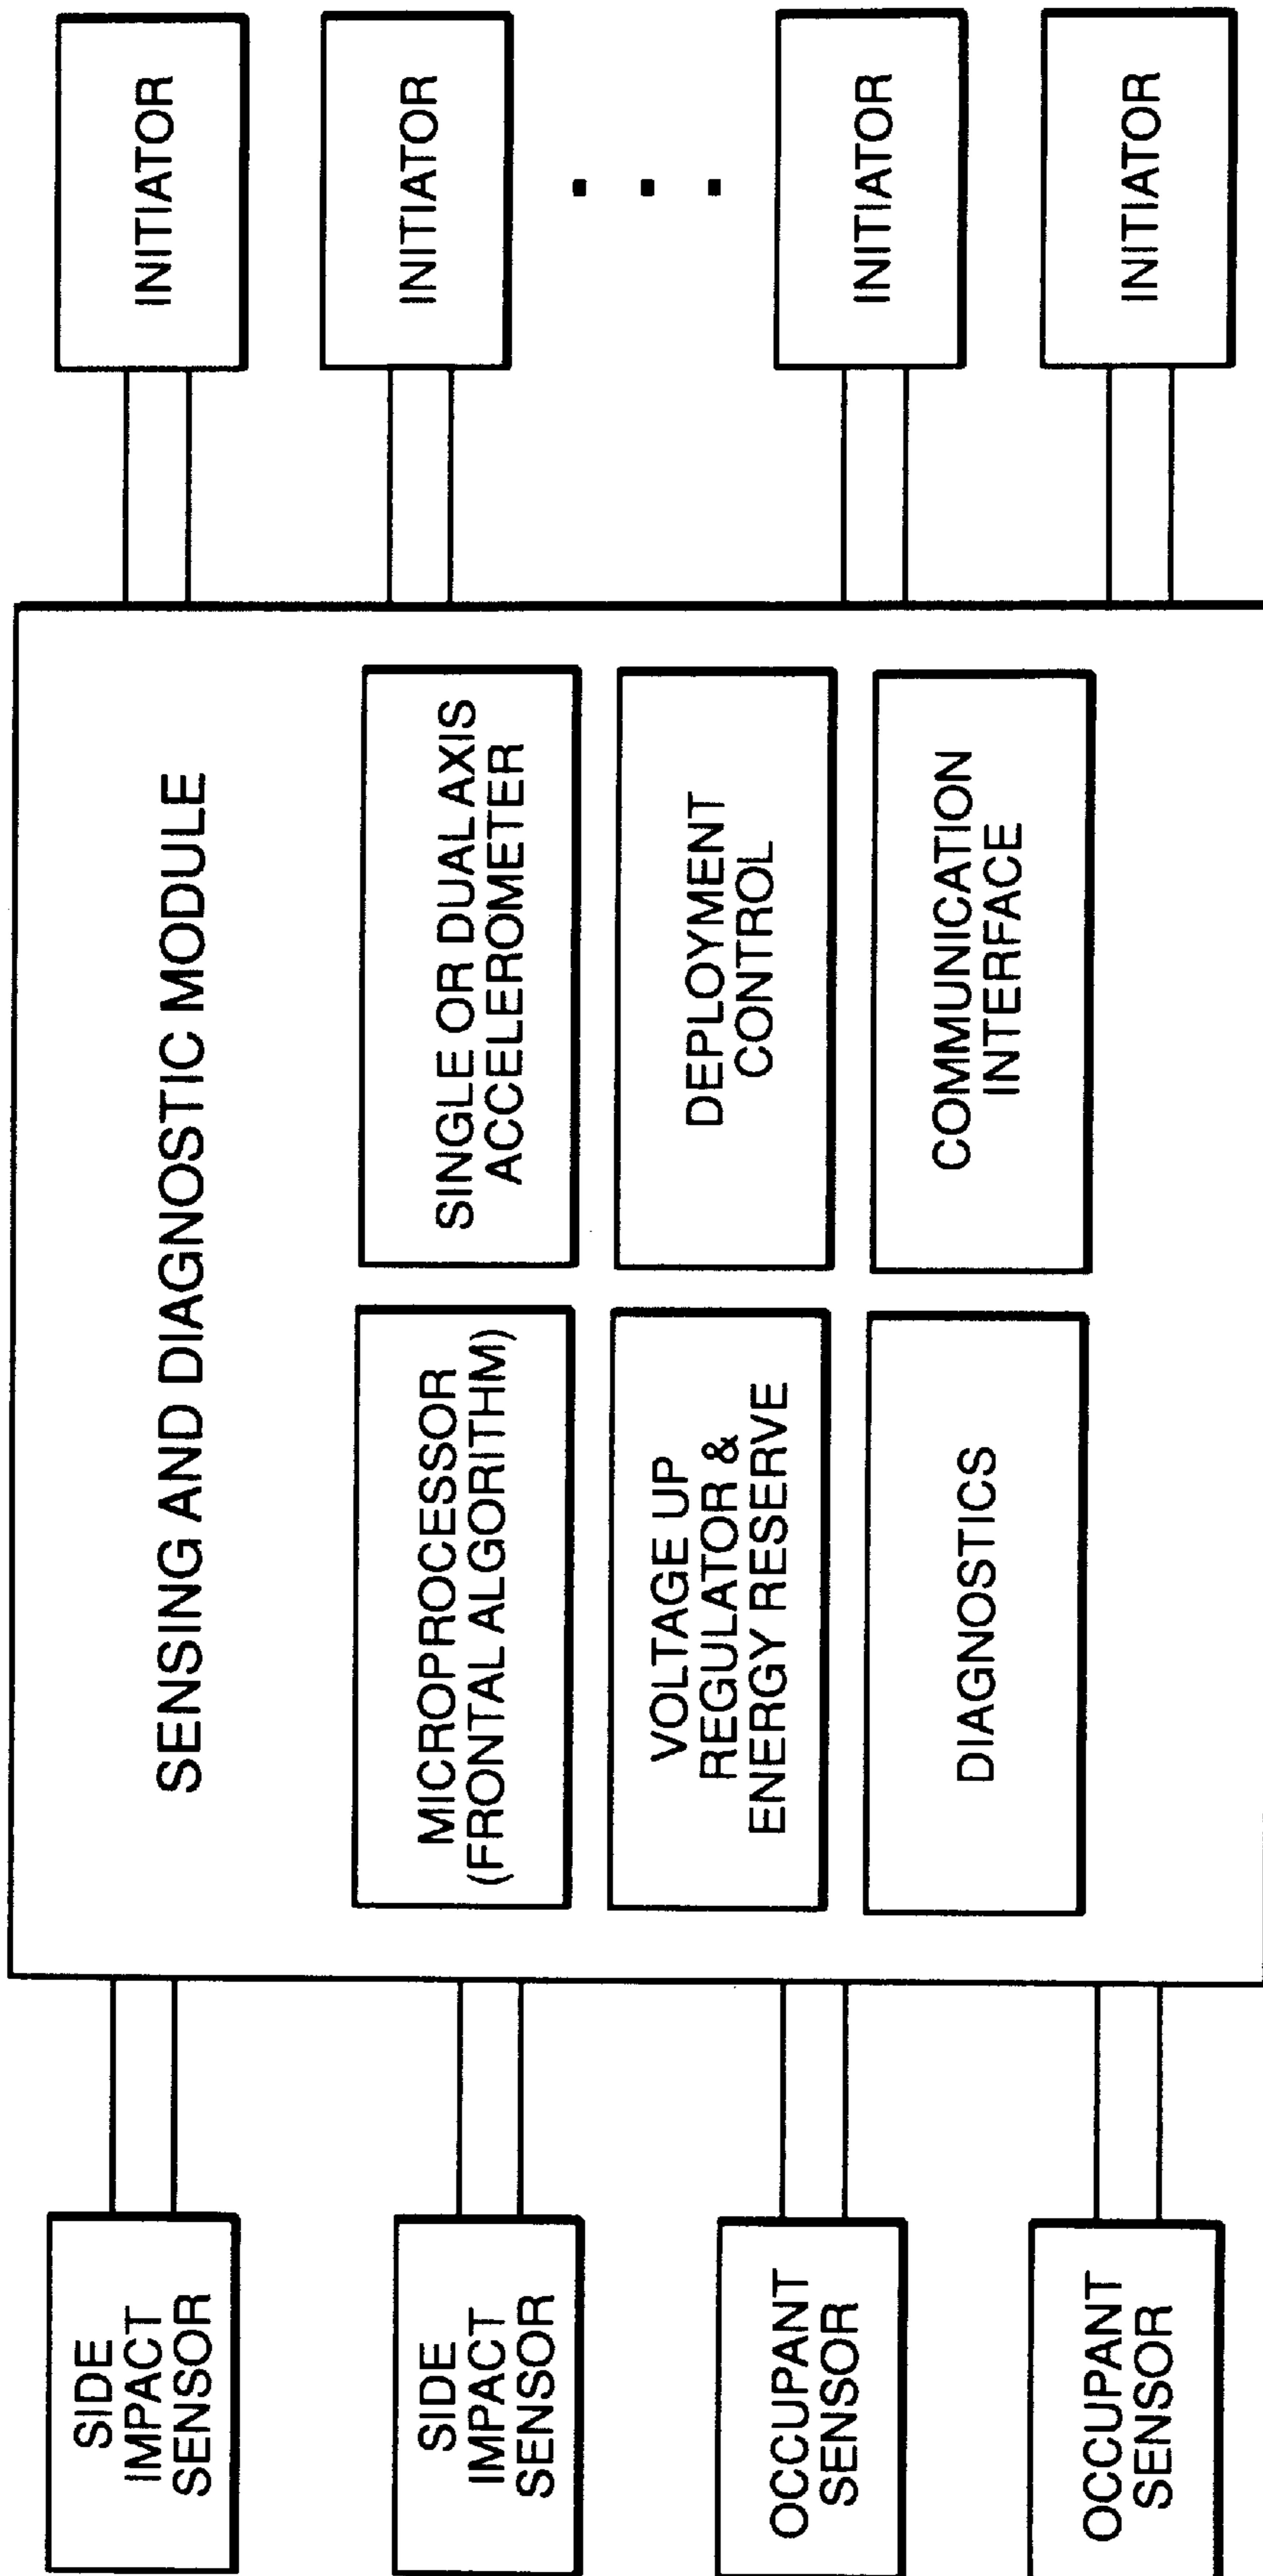 SIDE
IMPACT
SENSOR
SIDE
IMPACT
SENSOR
OCCUPANT
SENSOR
OCCUPANT
SENSOR
SENSING AND DIAGNOSTIC MODULE
MICROPROCESSOR
(FRONTAL ALGORITHM)
SINGLE OR DUAL AXIS
ACCELEROMETER
VOLTAGE UP
REGULATOR &
ENERGY RESERVE
DEPLOYMENT
CONTROL
DIAGNOSTICS
COMMUNICATION
INTERFACE
INITIATOR
INITIATOR
INITIATOR
INITIATOR